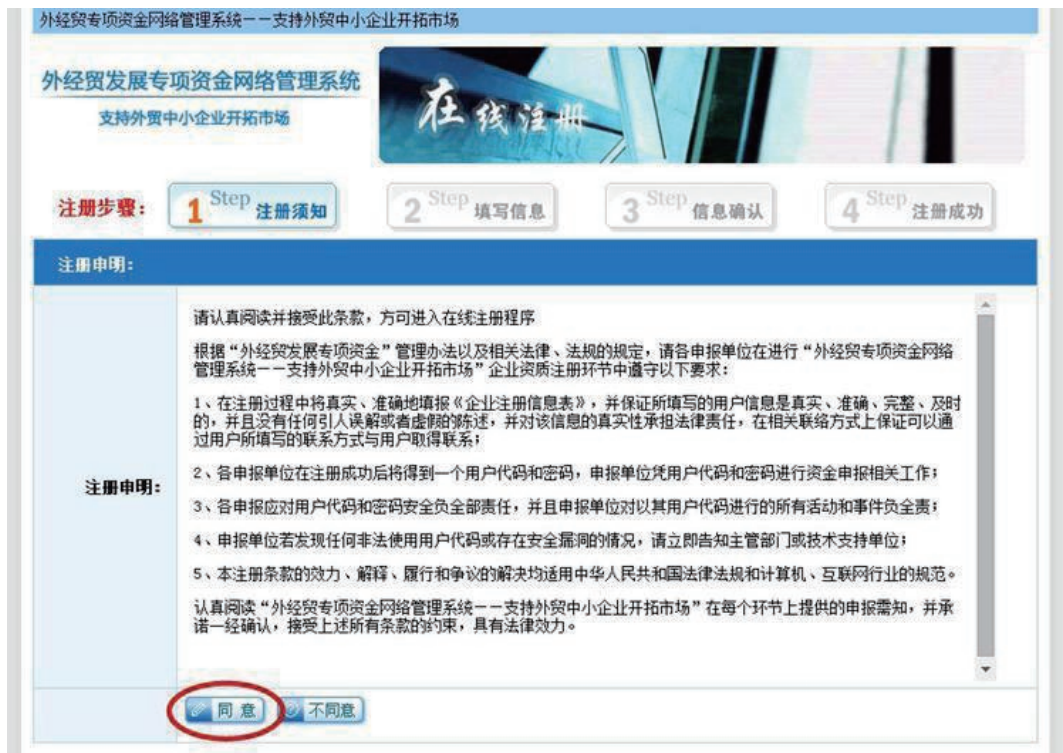 外经贸专项资金网络管理系统——支持外贸中小企业开拓市场
外经贸发展专项资金网络管理系统
支持外贸中小企业开拓市场
在线注册
注册步骤：
1 Step 注册须知
2 Step 填写信息
3 Step 信息确认
4 Step 注册成功
注册申明：
请认真阅读并接受此条款，方可进入在线注册程序
根据“外经贸发展专项资金”管理办法以及相关法律、法规的规定，请各申报单位在进行“外经贸专项资金网络
管理系统——支持外贸中小企业开拓市场”企业资质注册环节中遵守以下要求：
1、在注册过程中将真实、准确地填报《企业注册信息表》，并保证所填写的用户信息是真实、准确、完整、及时
的，并且没有任何引人误解或者虚假的陈述，并对该信息的真实性承担法律责任，在相关联络方式上保证可以通
过用户所填写的联系方式与用户取得联系；
2、各申报单位在注册成功后将得到一个用户代码和密码，申报单位凭用户代码和密码进行资金申报相关工作；
3、各申报应对用户代码和密码安全负全部责任，并且申报单位对以其用户代码进行的所有活动和事件负全责；
4、申报单位若发现任何非法使用用户代码或存在安全漏洞的情况，请立即告知主管部门或技术支持单位；
5、本注册条款的效力、解释、履行和争议的解决均适用中华人民共和国法律法规和计算机、互联网行业的规范。
认真阅读“外经贸专项资金网络管理系统——支持外贸中小企业开拓市场”在每个环节上提供的申报需知，并承
诺一经确认，接受上述所有条款的约束，具有法律效力。
注册申明：
同意 不同意